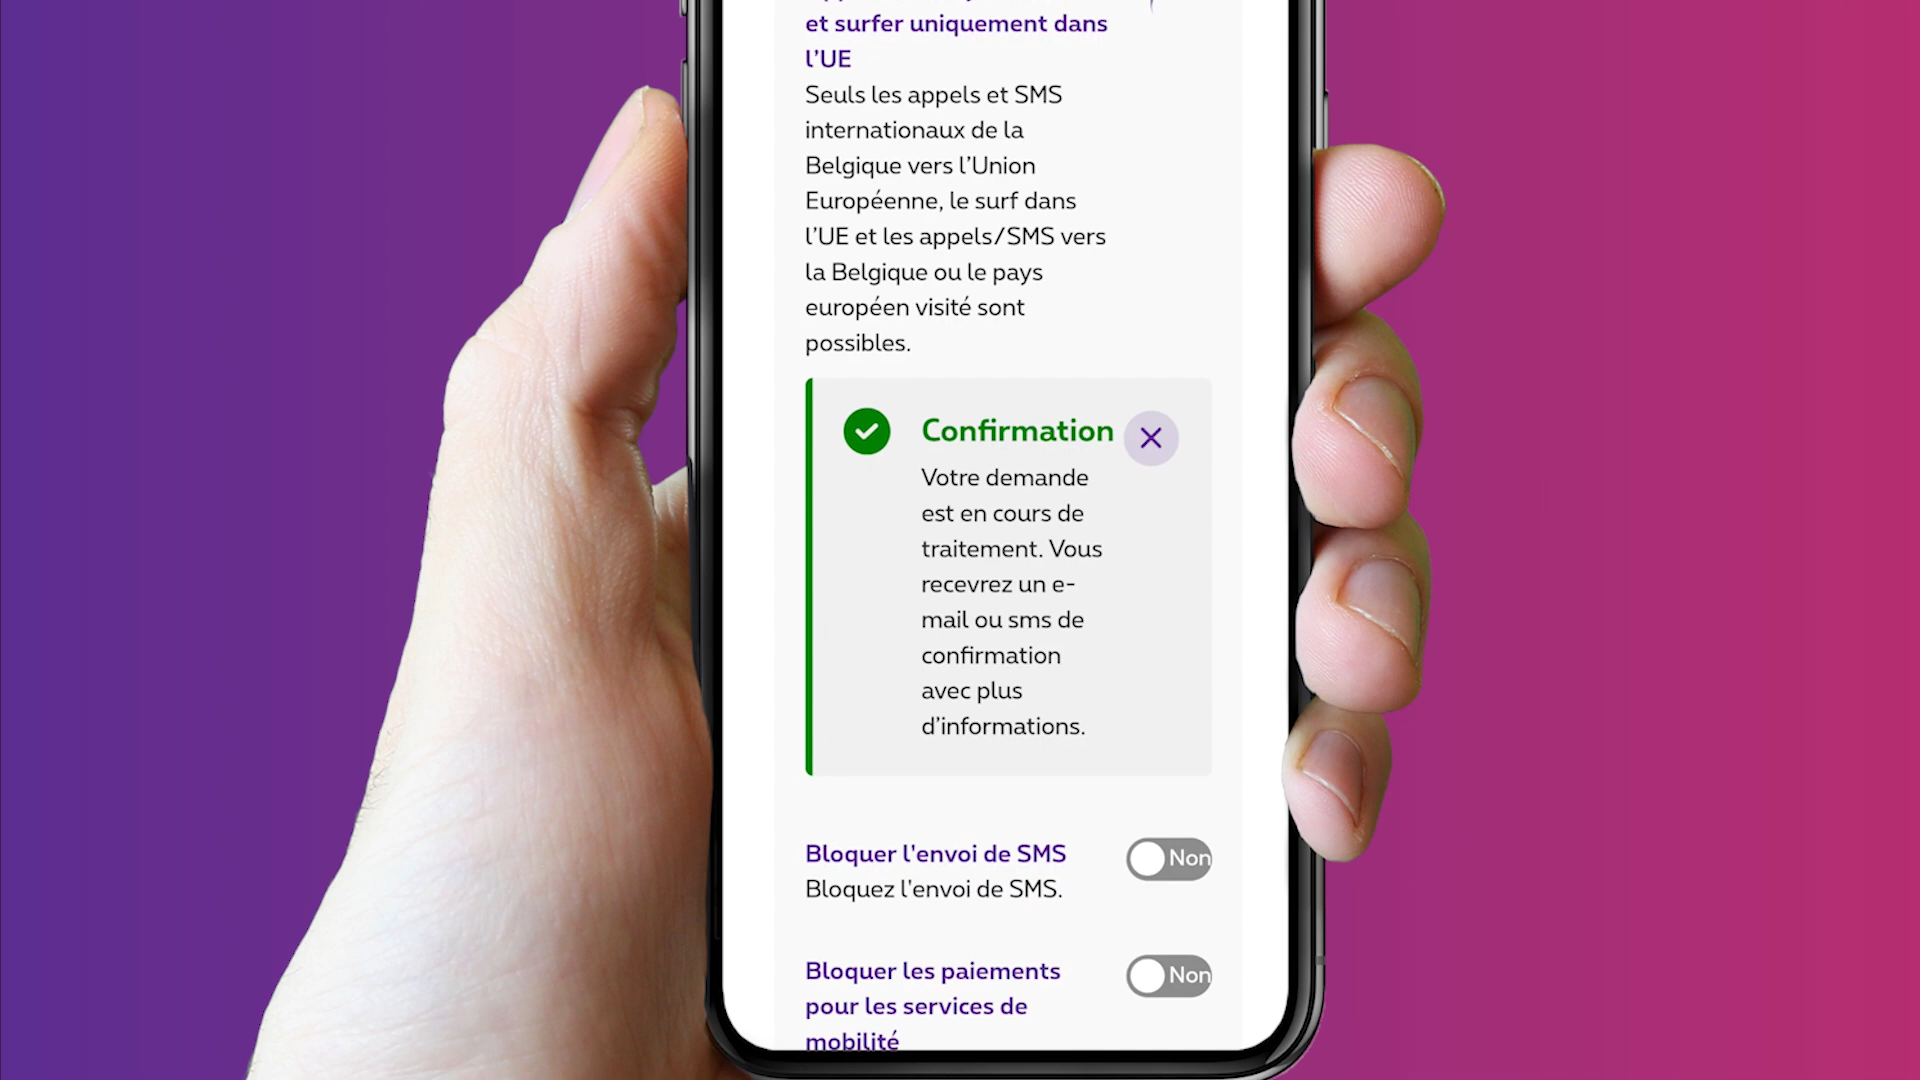 et surfer uniquement dans
l'UE
Seuls les appels et SMS
internationaux de la
Belgique vers l'Union
Européenne, le surf dans
l'UE et les appels/SMS vers
la Belgique ou le pays
européen visité sont
possibles.
Confirmation
Votre demande
est en cours de
traitement. Vous
recevrez un e-
mail ou sms de
confirmation
avec plus
d'informations.
Bloquer l'envoi de SMS
Non
Bloquez l'envoi de SMS.
Bloquer les paiements
Non
pour les services de
mobilité